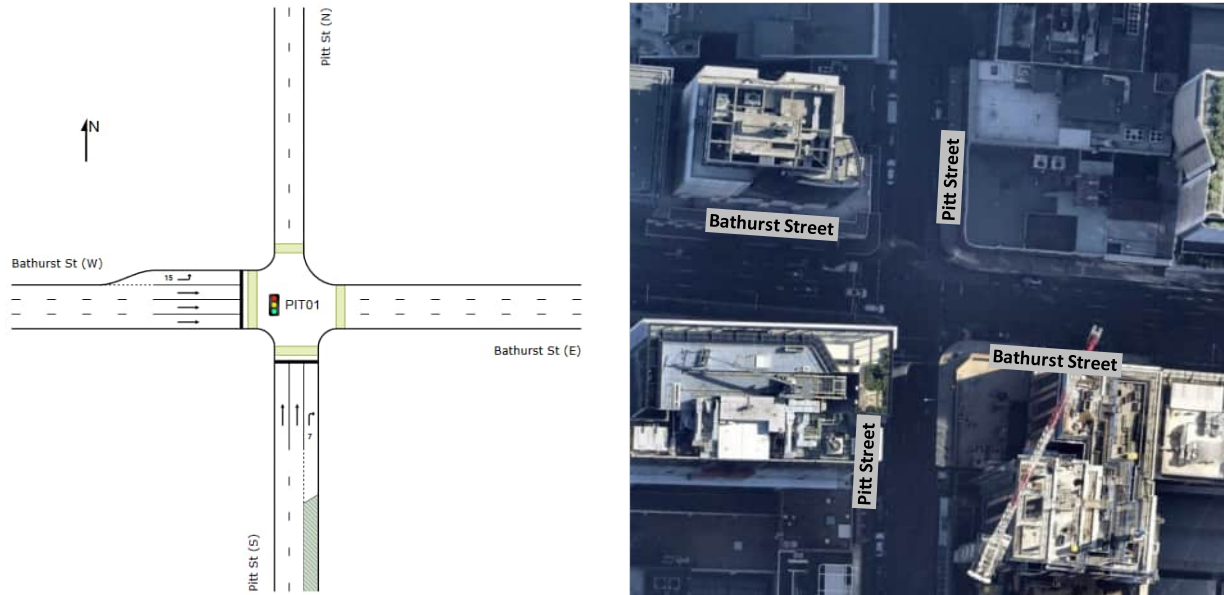 Pitt St (N)
N
Bathurst St (W)
15
PIT01
Bathurst St (E)
7
Pitt St (S)
Pitt Street
Bathurst Street
Bathurst Street
Pitt Street